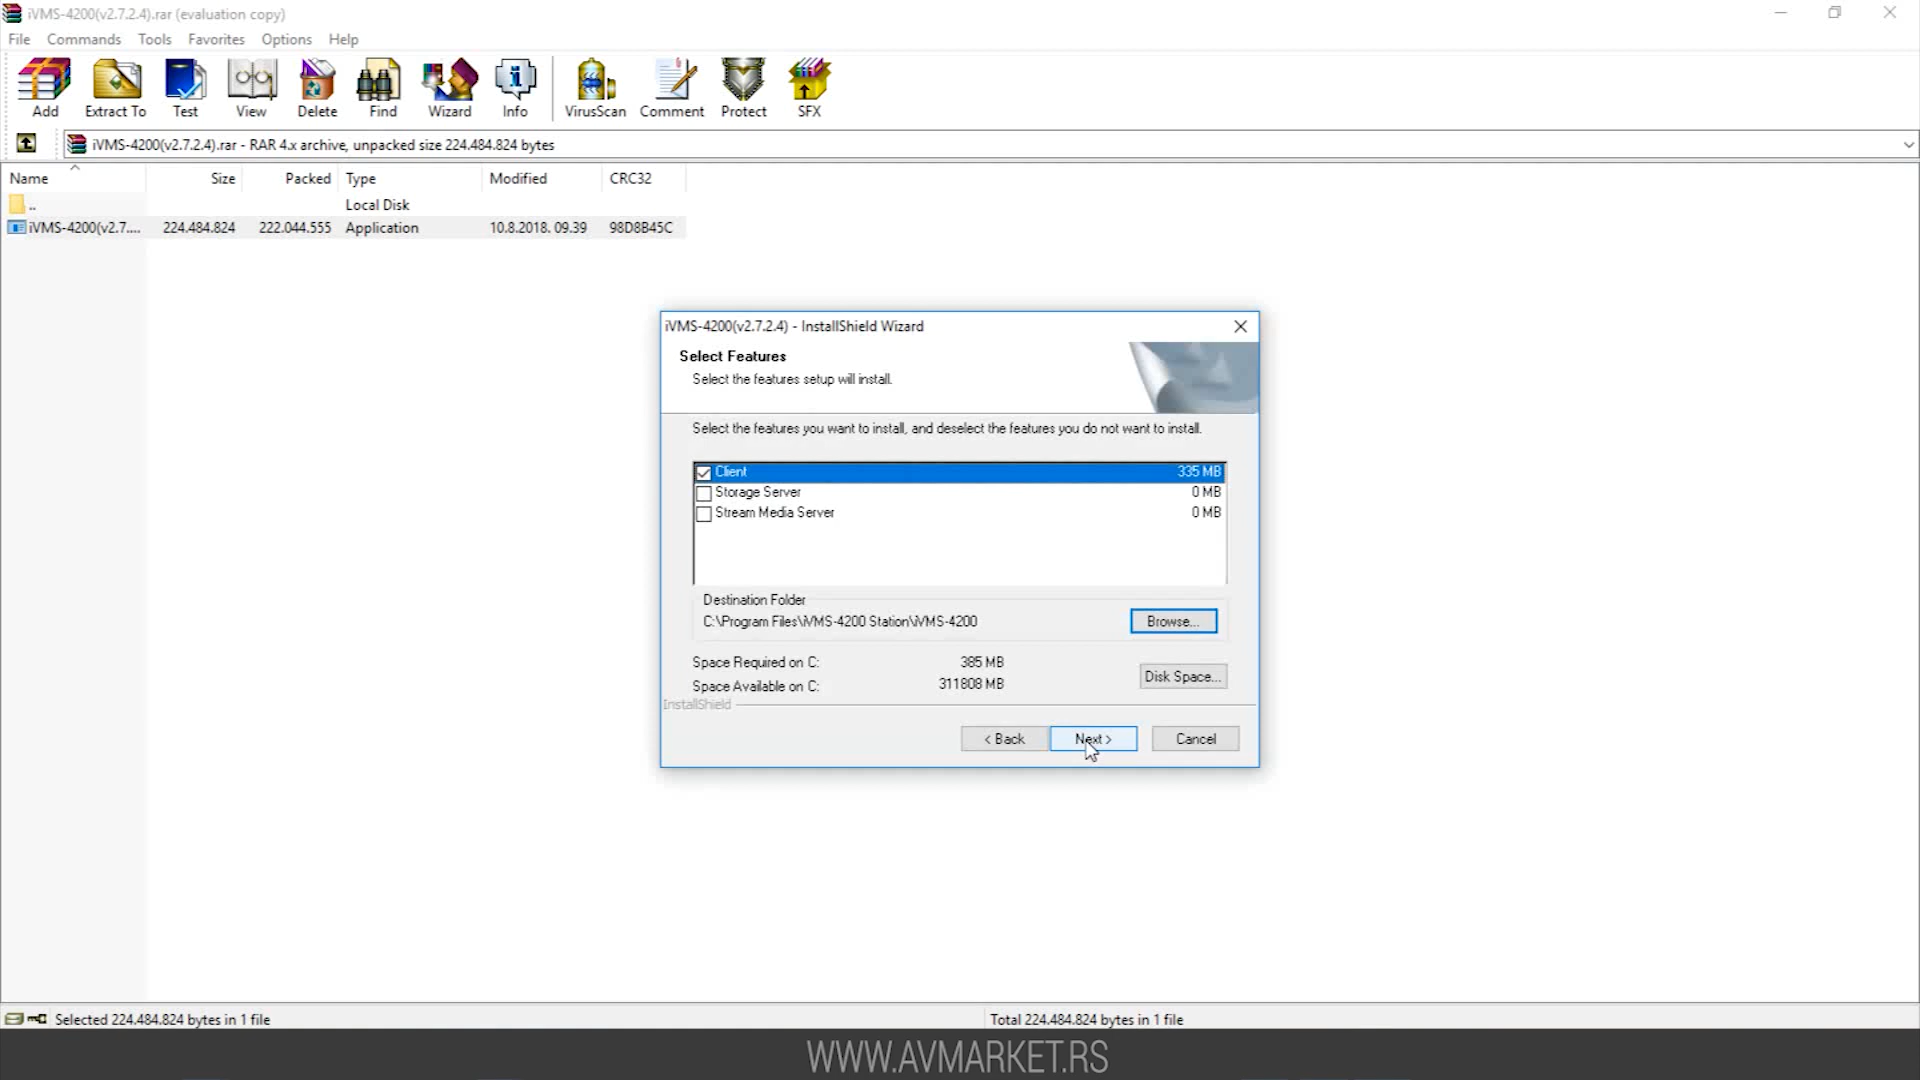 iVMS-4200(v2.7.2.4).rar (evaluation copy)
File Commands Tools Favorites Options Help
Add Extract To Test View Delete Find Wizard Info VirusScan Comment Protect SFX
iVMS-4200(v2.7.2.4).rar - RAR 4.x archive, unpacked size 224.484.824 bytes
Name Size Packed Type Modified CRC32
.. Local Disk
iVMS-4200(v2.7.... 224.484.824 222.044.555 Application 10.8.2018. 09.39 98D8B45C
iVMS-4200(v2.7.2.4) - InstallShield Wizard
Select Features
Select the features setup will install.
Select the features you want to install, and deselect the features you do not want to install.
Client 335 MB
Storage Server 0 MB
Stream Media Server 0 MB
Destination Folder
C:\Program Files\iVMS-4200 Station\iVMS-4200
Browse...
Space Required on C: 385 MB
Space Available on C: 311808 MB
Disk Space...
InstallShield
< Back Next > Cancel
Selected 224.484.824 bytes in 1 file
Total 224.484.824 bytes in 1 file
WWW.AVMARKET.RS